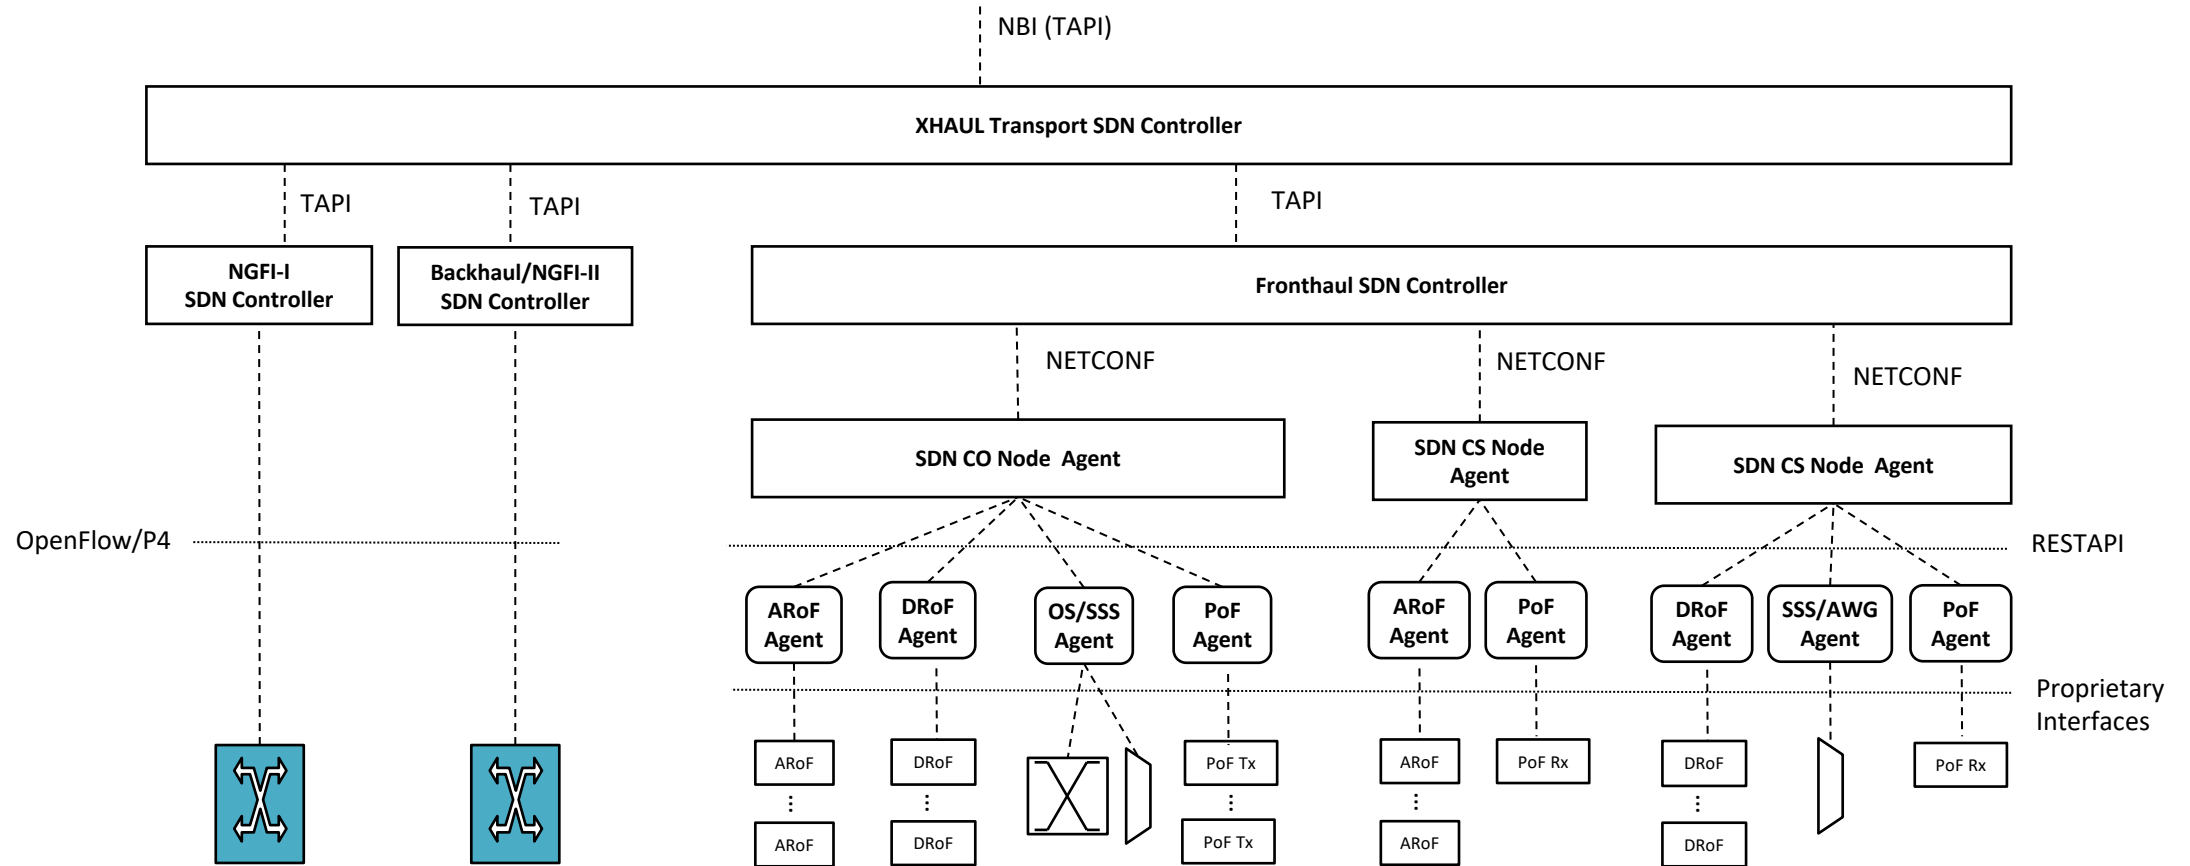 NBI (TAPI)
XHAUL Transport SDN Controller
TAPI
TAPI
TAPI
NGFI-I
SDN Controller
Backhaul/NGFI-II
SDN Controller
Fronthaul SDN Controller
NETCONF
NETCONF
NETCONF
SDN CO Node Agent
SDN CS Node
Agent
SDN CS Node Agent
OpenFlow/P4
RESTAPI
ARoF
Agent
DRoF
Agent
OS/SSS
Agent
PoF
Agent
ARoF
Agent
PoF
Agent
DRoF
Agent
SSS/AWG
Agent
PoF
Agent
Proprietary
Interfaces
ARoF
DRoF
PoF Tx
ARoF
PoF Rx
DRoF
PoF Rx
ARoF
DRoF
PoF Tx
ARoF
DRoF